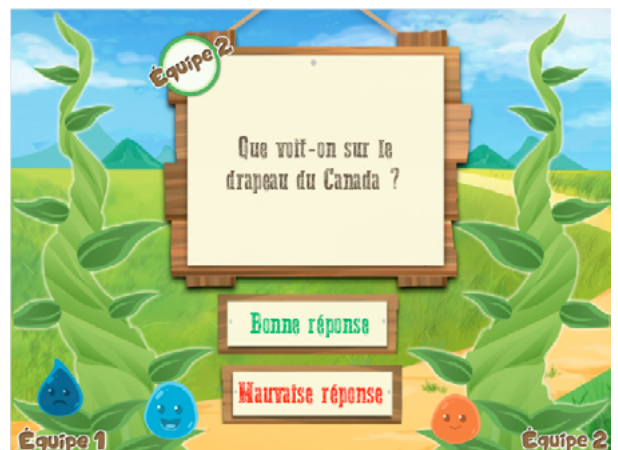 Équipe 2
Que voit-on sur le
drapeau du Canada ?
Bonne réponse
Mauvaise réponse
Équipe 1
Équipe 2